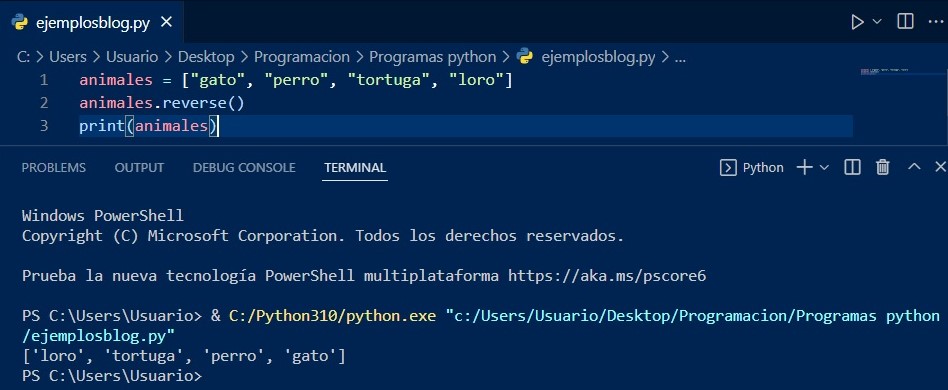 ejemplosblog.py
C: > Users > Usuario > Desktop > Programacion > Programas python > ejemplosblog.py > ...
1 animales = ["gato", "perro", "tortuga", "loro"]
2 animales.reverse()
3 print(animales)
PROBLEMS OUTPUT DEBUG CONSOLE TERMINAL Python
Windows PowerShell
Copyright (C) Microsoft Corporation. Todos los derechos reservados.
Prueba la nueva tecnología PowerShell multiplataforma https://aka.ms/pscore6
PS C:\Users\Usuario> & C:/Python310/python.exe "c:/Users/Usuario/Desktop/Programacion/Programas python
/ejemplosblog.py"
['loro', 'tortuga', 'perro', 'gato']
PS C:\Users\Usuario>